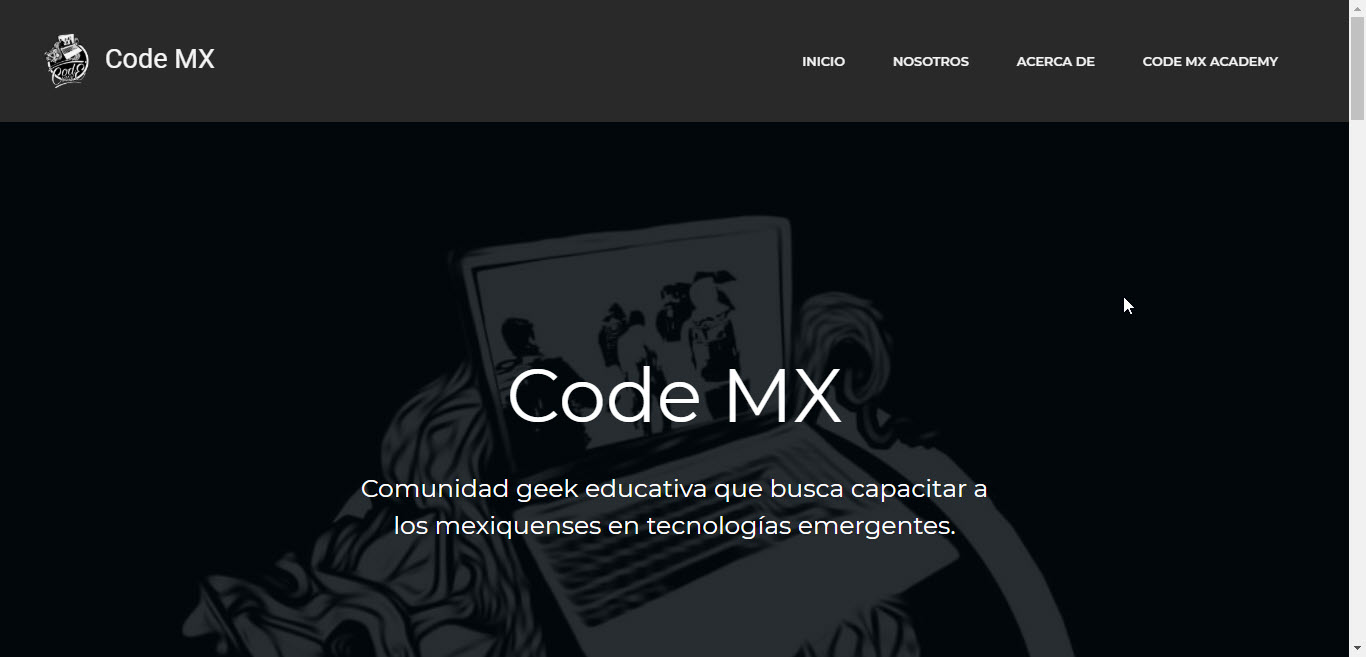 Code MX
INICIO
NOSOTROS
ACERCA DE
CODE MX ACADEMY
Code MX
Comunidad geek educativa que busca capacitar a
los mexiquenses en tecnologías emergentes.